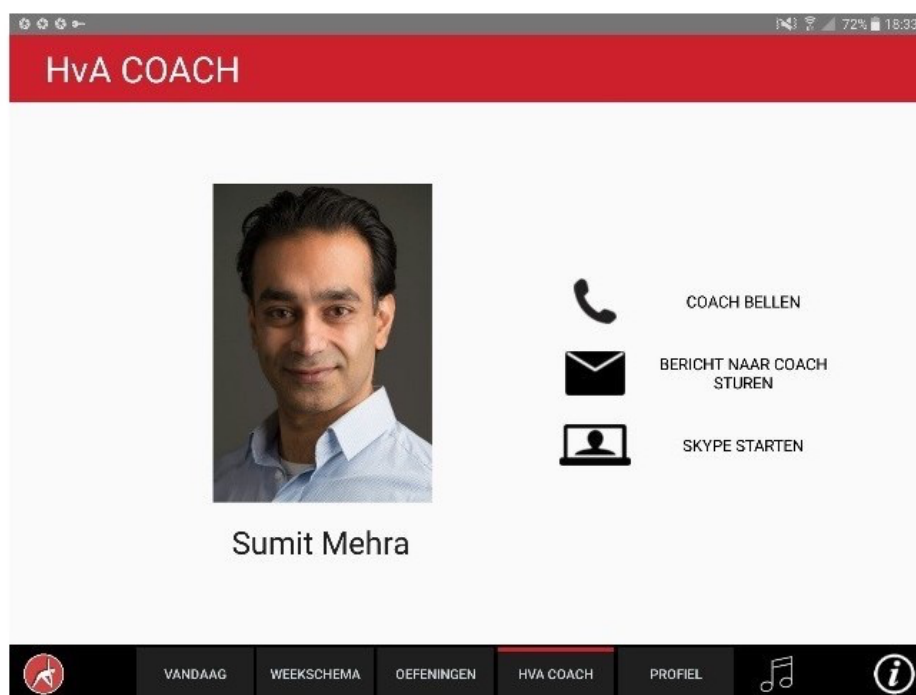 72% 18:33
HvA COACH
COACH BELLEN
BERICHT NAAR COACH
STUREN
SKYPE STARTEN
Sumit Mehra
VANDAAG WEEKSCHEMA OEFENINGEN HVA COACH PROFIEL i